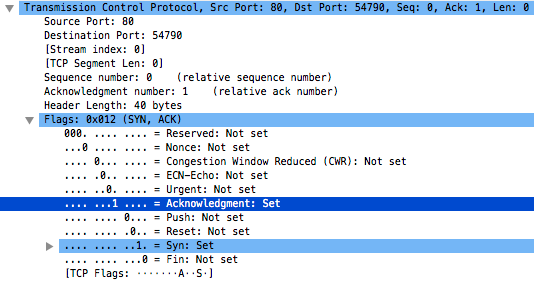 Transmission Control Protocol, Src Port: 80, Dst Port: 54790, Seq: 0, Ack: 1, Len: 0
Source Port: 80
Destination Port: 54790
[Stream index: 0]
[TCP Segment Len: 0]
Sequence number: 0    (relative sequence number)
Acknowledgment number: 1    (relative ack number)
Header Length: 40 bytes
Flags: 0x012 (SYN, ACK)
000. .... .... = Reserved: Not set
...0 .... .... = Nonce: Not set
.... 0... .... = Congestion Window Reduced (CWR): Not set
.... .0.. .... = ECN-Echo: Not set
.... ..0. .... = Urgent: Not set
.... ...1 .... = Acknowledgment: Set
.... .... 0... = Push: Not set
.... .... .0.. = Reset: Not set
.... .... ..1. = Syn: Set
.... .... ...0 = Fin: Not set
[TCP Flags: ·······A··S·]